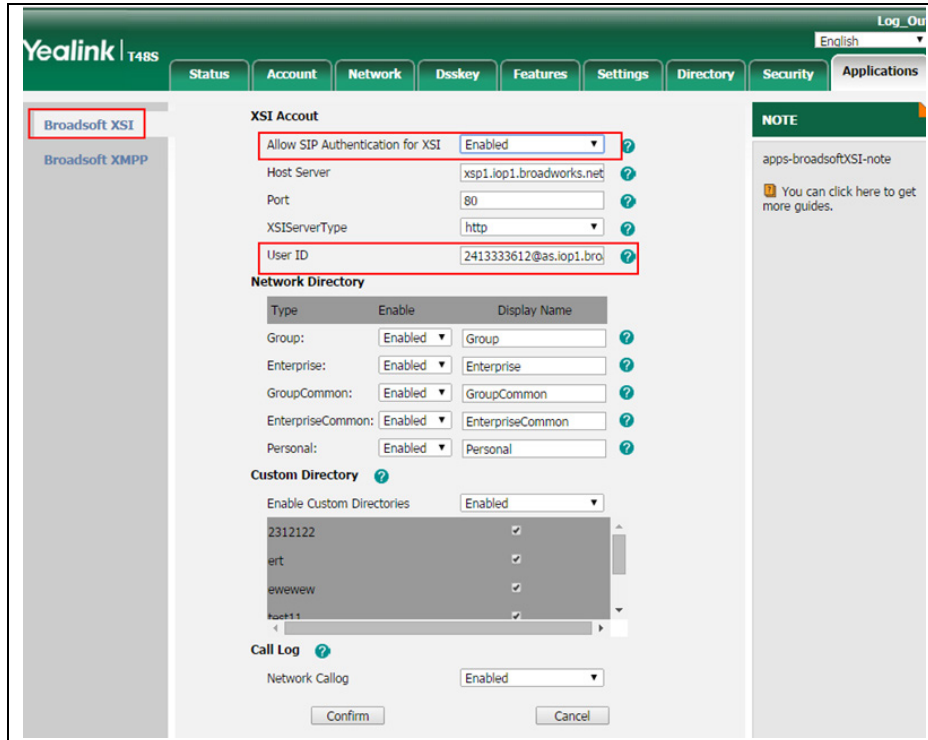 Log_Ou
Yealink T48S
English
Status Account Network Dsskey Features Settings Directory Security Applications
Broadsoft XSI
Broadsoft XMPP
XSI Accout
Allow SIP Authentication for XSI Enabled
Host Server xsp1.iop1.broadworks.net
Port 80
XSIServerType http
User ID 2413333612@as.iop1.bro
Network Directory
Type Enable Display Name
Group: Enabled Group
Enterprise: Enabled Enterprise
GroupCommon: Enabled GroupCommon
EnterpriseCommon: Enabled EnterpriseCommon
Personal: Enabled Personal
Custom Directory
Enable Custom Directories Enabled
2312122
ert
ewewew
test11
Call Log
Network Callog Enabled
Confirm Cancel
NOTE
apps-broadsoftXSI-note
You can click here to get
more guides.